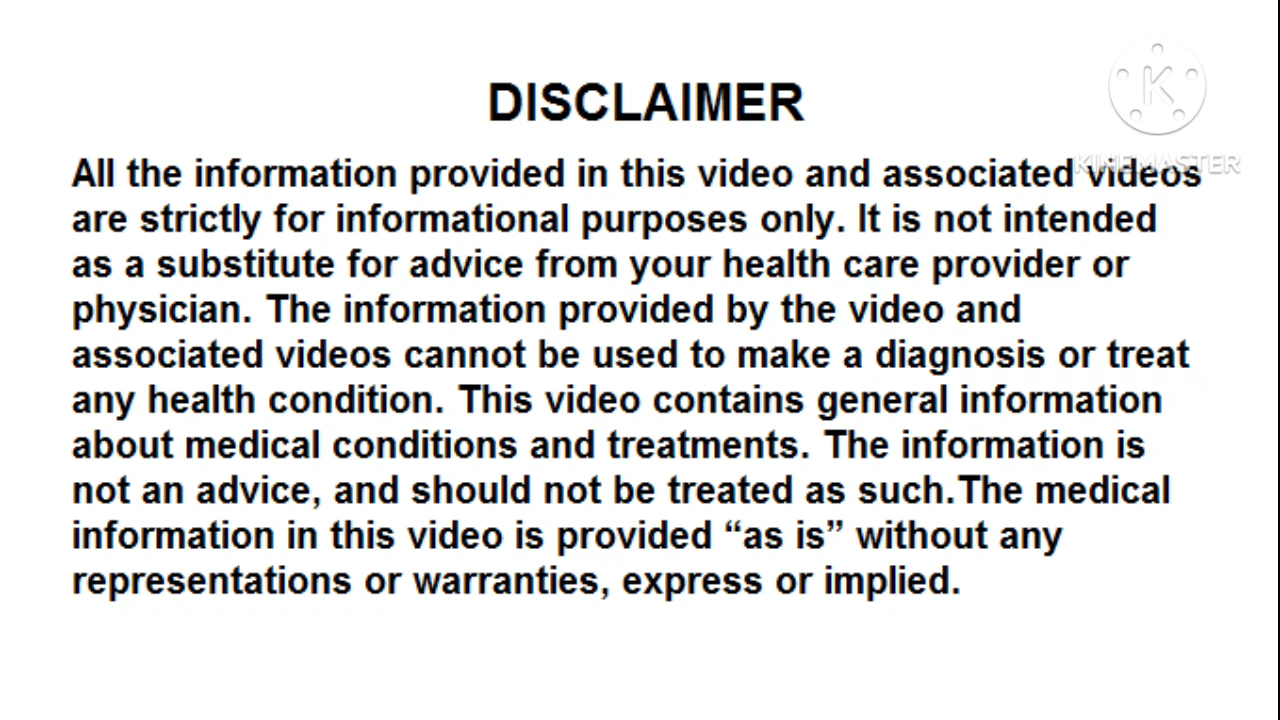 DISCLAIMER
K
KINEMASTER
All the information provided in this video and associated videos
are strictly for informational purposes only. It is not intended
as a substitute for advice from your health care provider or
physician. The information provided by the video and
associated videos cannot be used to make a diagnosis or treat
any health condition. This video contains general information
about medical conditions and treatments. The information is
not an advice, and should not be treated as such.The medical
information in this video is provided “as is” without any
representations or warranties, express or implied.